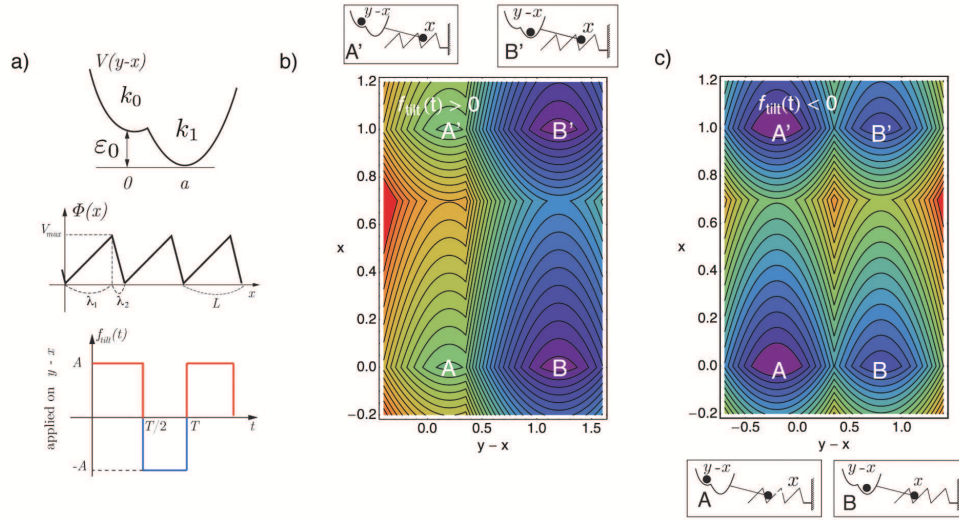 a)
V(y-x)
k₀
k₁
ε₀
0
a
Φ(x)
Vmax
λ₁
λ₂
L
x
f_tilt(t)
A
applied on y - x
T/2
T
t
-A
b)
y-x
x
A'
y-x
x
B'
1.2
1.0
0.8
0.6
0.4
0.2
0.0
−0.2
x
f_tilt(t) > 0
A'
B'
A
B
0.0
0.5
1.0
1.5
y − x
c)
1.2
1.0
0.8
0.6
0.4
0.2
0.0
−0.2
x
f_tilt(t) < 0
A'
B'
A
B
−0.5
0.0
0.5
1.0
y − x
y-x
x
A
y-x
x
B